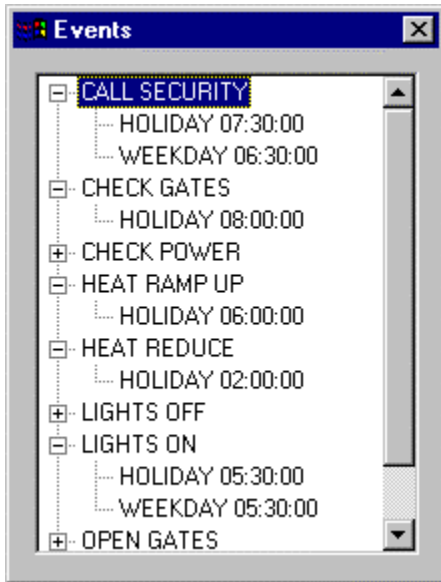 Events
CALL SECURITY
HOLIDAY 07:30:00
WEEKDAY 06:30:00
CHECK GATES
HOLIDAY 08:00:00
CHECK POWER
HEAT RAMP UP
HOLIDAY 06:00:00
HEAT REDUCE
HOLIDAY 02:00:00
LIGHTS OFF
LIGHTS ON
HOLIDAY 05:30:00
WEEKDAY 05:30:00
OPEN GATES